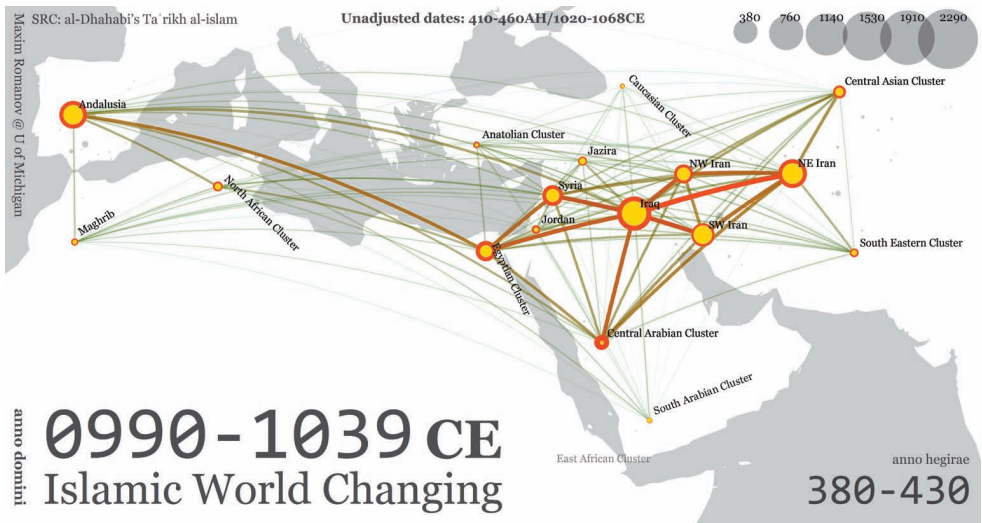 SRC: al-Dhahabi's Taʾrikh al-islam
Unadjusted dates: 410-460AH/1020-1068CE
380 760 1140 1530 1910 2290
Maxim Romanov @ U of Michigan
Andalusia
Caucasian Cluster
Central Asian Cluster
Anatolian Cluster
Jazira
NW Iran
NE Iran
North African Cluster
Syria
Iraq
Maghrib
Jordan
SW Iran
Egyptian Cluster
South Eastern Cluster
Central Arabian Cluster
South Arabian Cluster
East African Cluster
anno domini
0990-1039 CE
Islamic World Changing
anno hegirae
380-430